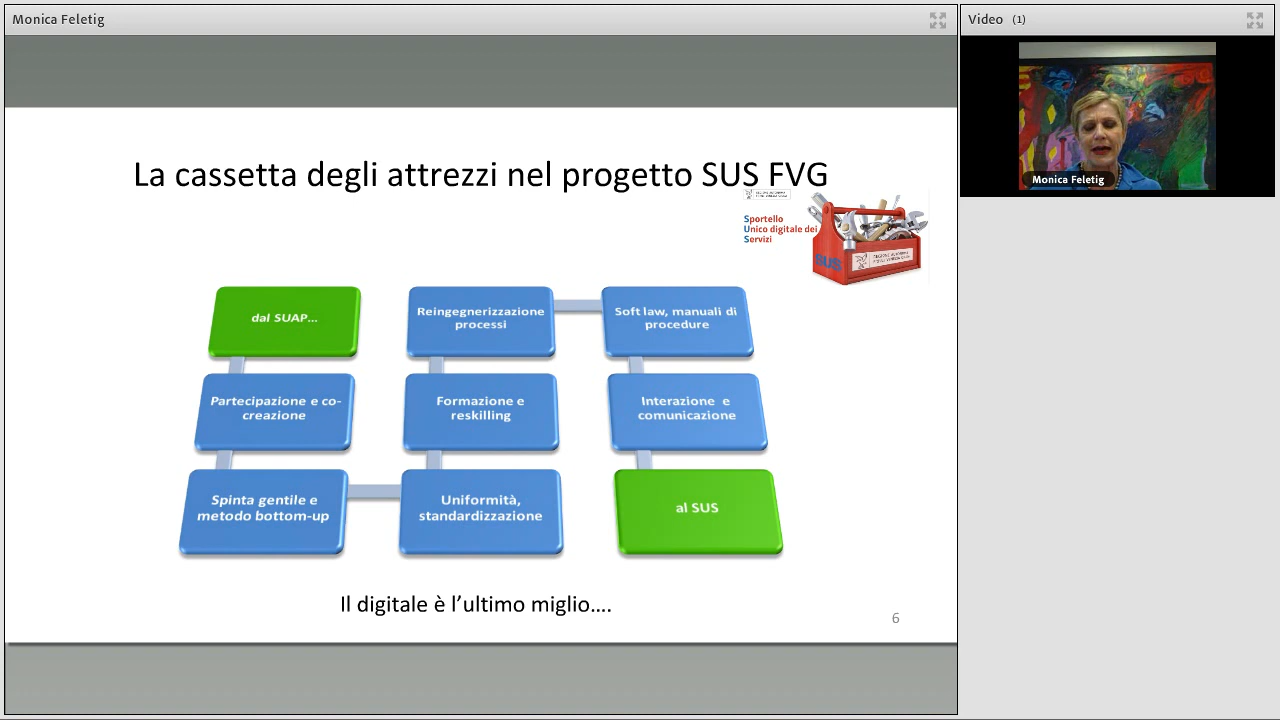 Monica Feletig
Video (1)
Monica Feletig
La cassetta degli attrezzi nel progetto SUS FVG
Sportello
Unico digitale dei
Servizi
SUS
dal SUAP...
Partecipazione e co-
creazione
Spinta gentile e
metodo bottom-up
Uniformità,
standardizzazione
Formazione e
reskilling
Reingegnerizzazione
processi
Soft law, manuali di
procedure
Interazione e
comunicazione
al SUS
Il digitale è l’ultimo miglio....
6